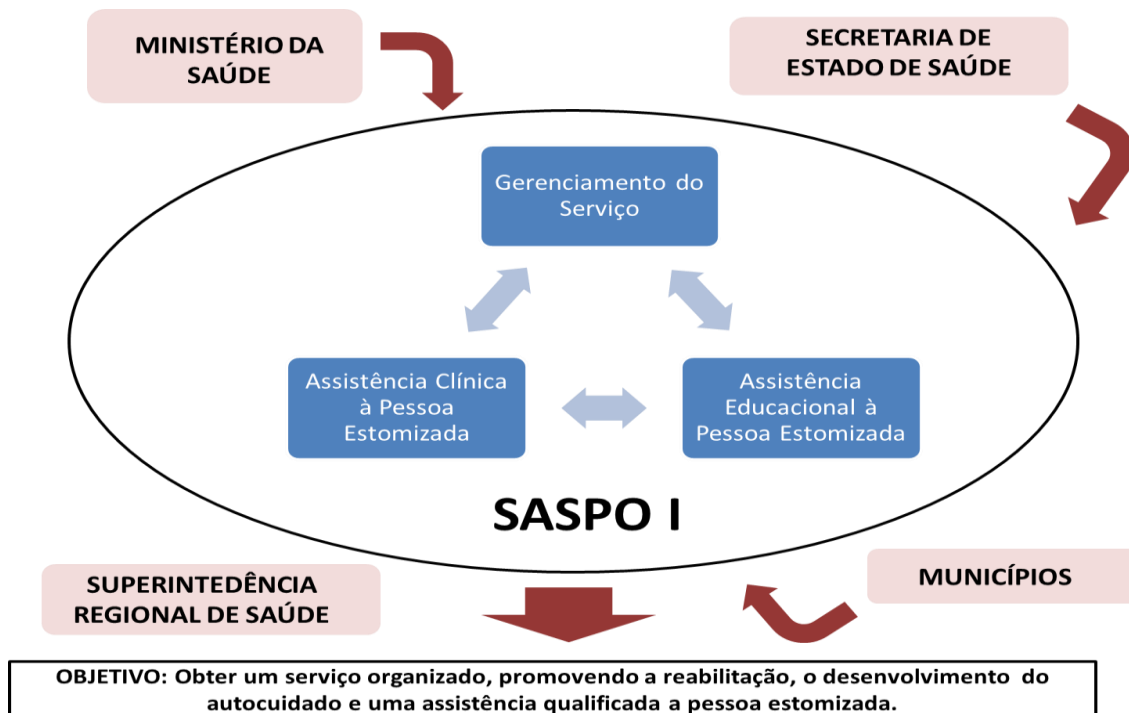 MINISTÉRIO DA
SAÚDE
SECRETARIA DE
ESTADO DE SAÚDE
Gerenciamento do
Serviço
Assistência Clínica
à Pessoa
Estomizada
Assistência
Educacional à
Pessoa Estomizada
SASPO I
SUPERINTEDÊNCIA
REGIONAL DE SAÚDE
MUNICÍPIOS
OBJETIVO: Obter um serviço organizado, promovendo a reabilitação, o desenvolvimento do
autocuidado e uma assistência qualificada a pessoa estomizada.